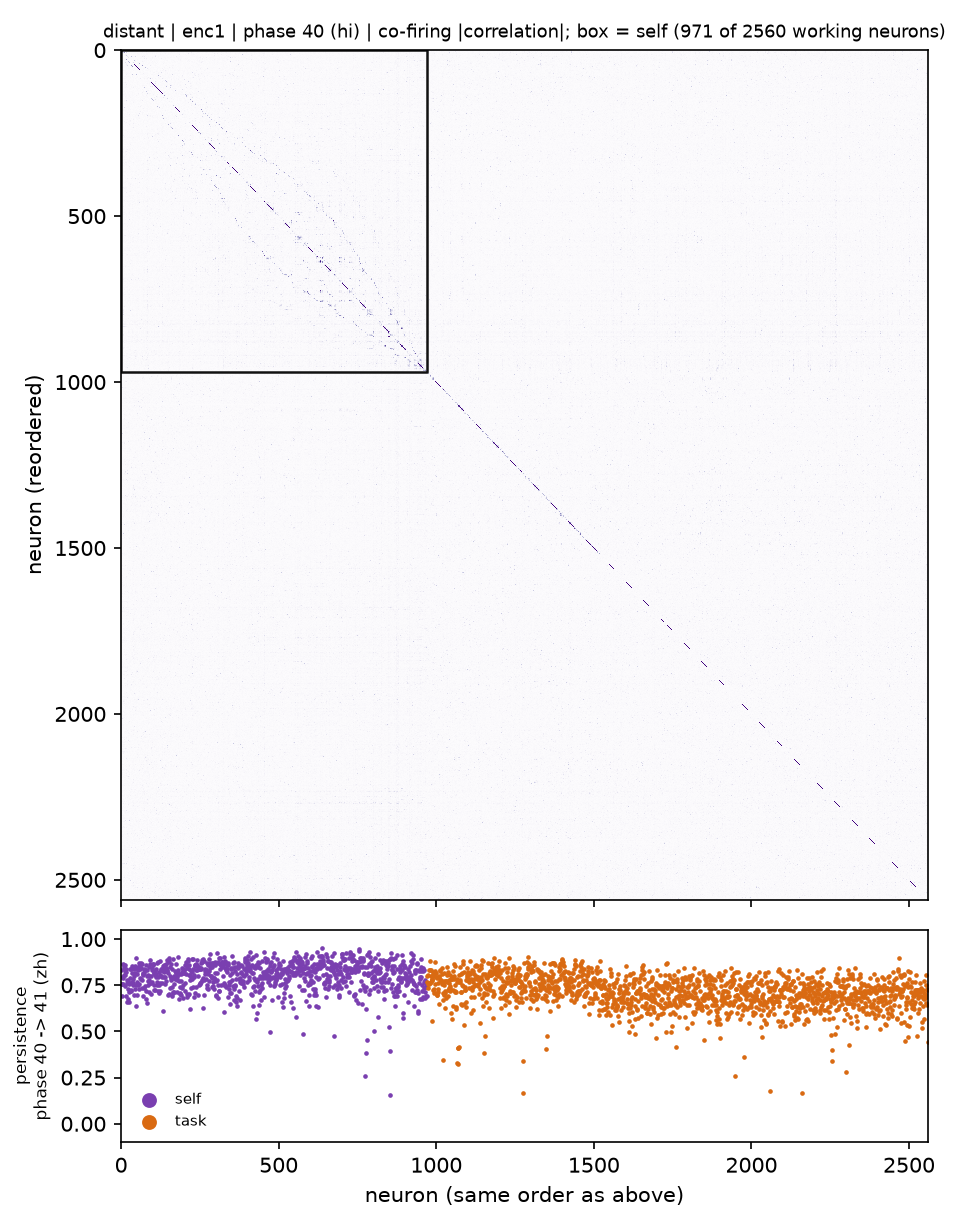 distant | enc1 | phase 40 (hi) | co-firing |correlation|; box = self (971 of 2560 working neurons)
0
500
1000
1500
2000
2500
neuron (reordered)
1.00
0.75
0.50
0.25
0.00
persistence
phase 40 -> 41 (zh)
self
task
0 500 1000 1500 2000 2500
neuron (same order as above)